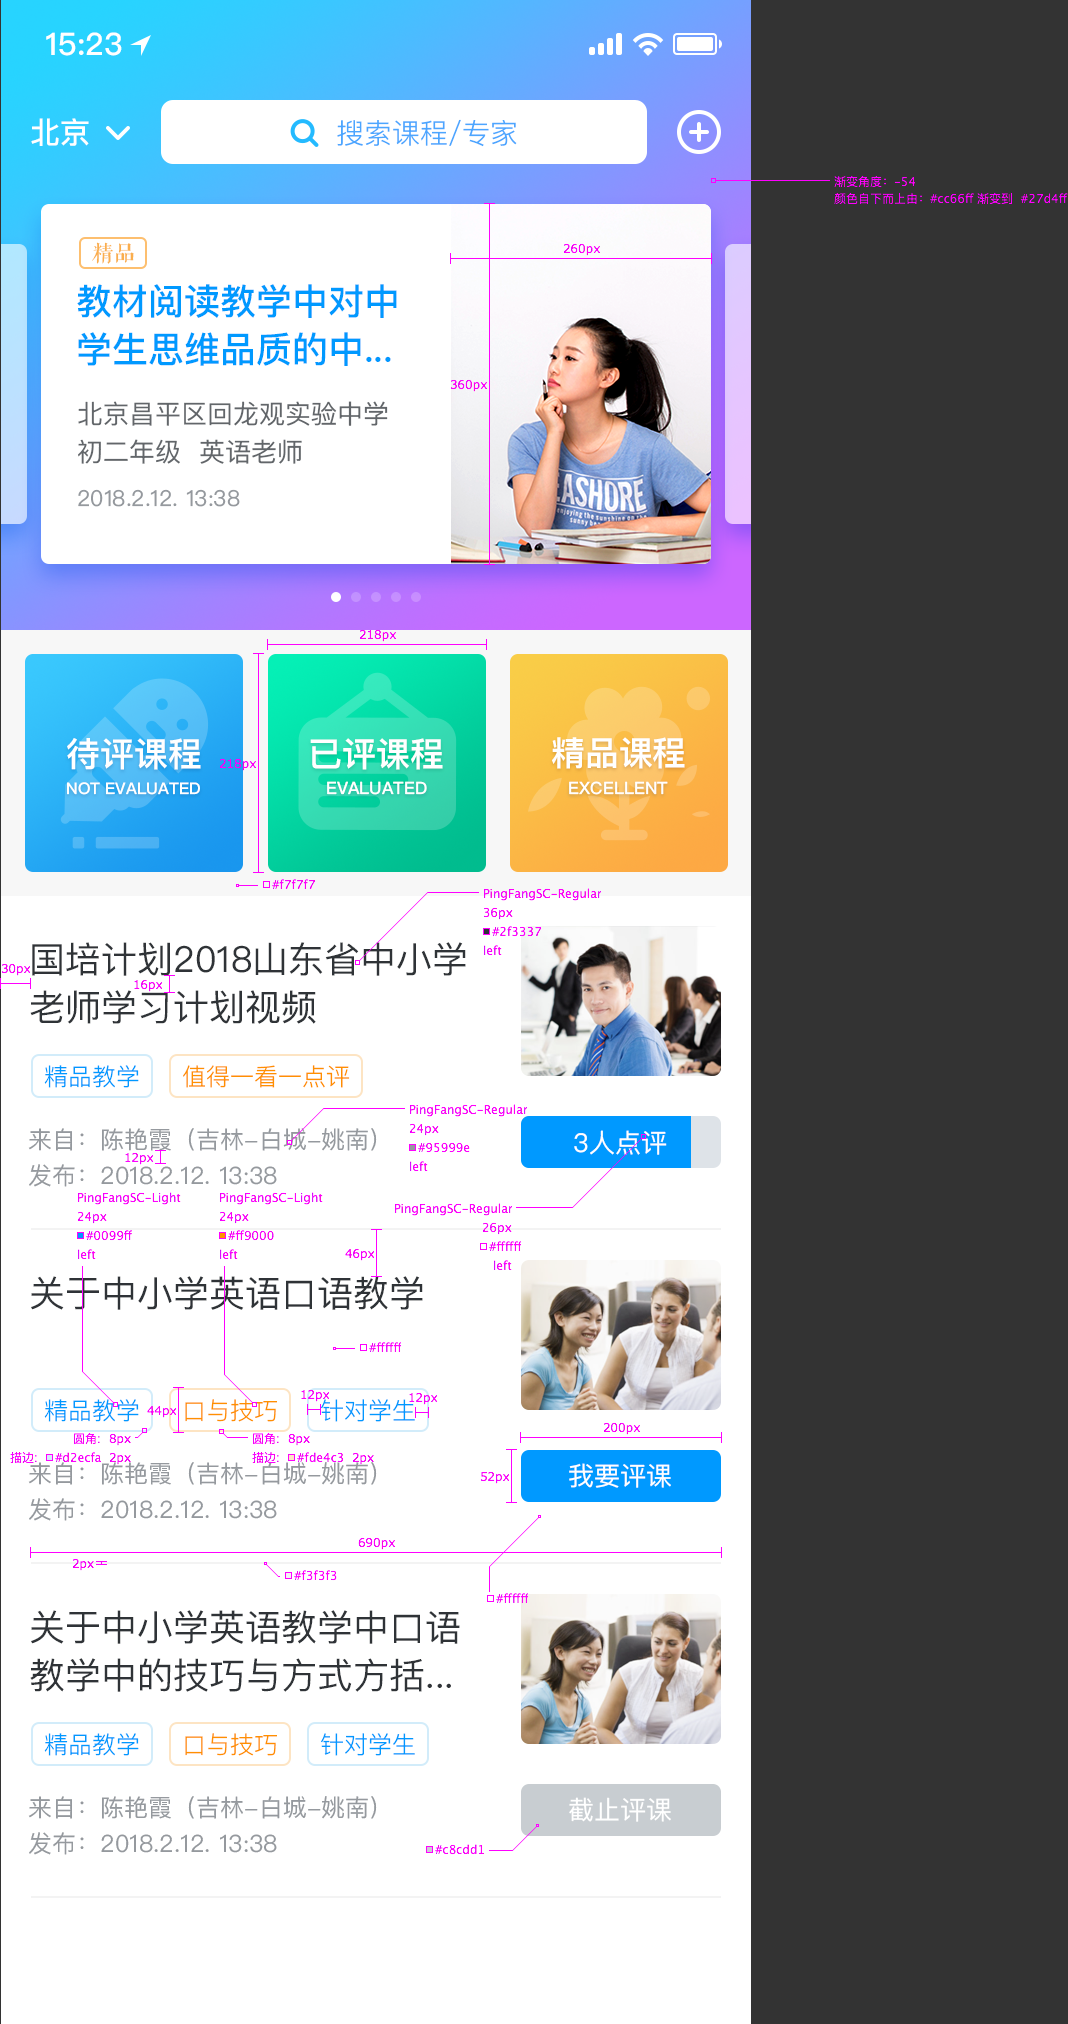 15:23
北京
搜索课程/专家
渐变角度：-54
颜色自下而上由：#cc66ff 渐变到 #27d4ff
精品
260px
教材阅读教学中对中
学生思维品质的中...
360px
北京昌平区回龙观实验中学
初二年级 英语老师
2018.2.12. 13:38
EASHORE
enjoying the sunshine on the
218px
待评课程
NOT EVALUATED
218px
已评课程
EVALUATED
精品课程
EXCELLENT
#f7f7f7
PingFangSC-Regular
36px
#2f3337
left
国培计划2018山东省中小学
30px
16px
老师学习计划视频
精品教学
值得一看一点评
PingFangSC-Regular
24px
#95999e
left
来自：陈艳霞（吉林-白城-姚南）
3人点评
12px
发布：2018.2.12. 13:38
PingFangSC-Light
24px
#0099ff
left
PingFangSC-Light
24px
#ff9000
left
PingFangSC-Regular
26px
#ffffff
left
46px
关于中小学英语口语教学
#ffffff
精品教学
44px
口与技巧
12px
针对学生
12px
圆角：8px
描边：#d2ecfa 2px
圆角：8px
描边：#fde4c3 2px
200px
来自：陈艳霞（吉林-白城-姚南）
52px
我要评课
发布：2018.2.12. 13:38
690px
2px
#f3f3f3
#ffffff
关于中小学英语教学中口语
教学中的技巧与方式方括...
精品教学
口与技巧
针对学生
来自：陈艳霞（吉林-白城-姚南）
截止评课
发布：2018.2.12. 13:38
#c8cdd1